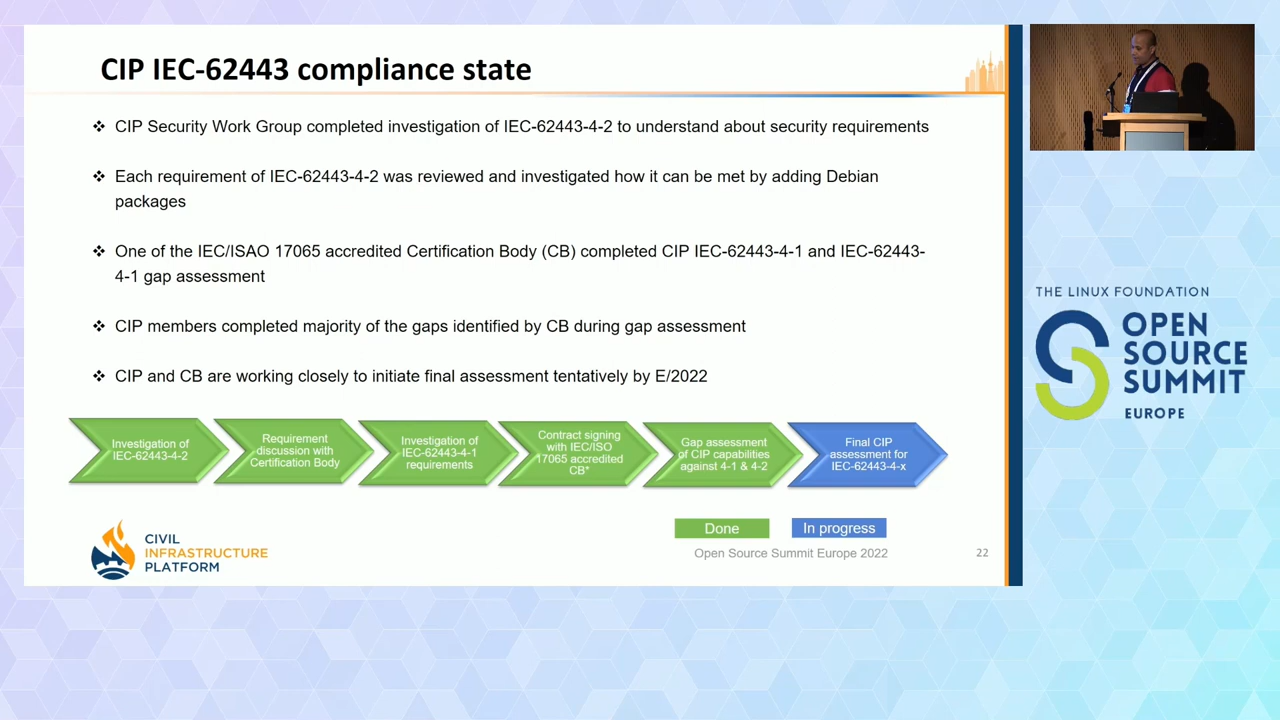 CIP IEC-62443 compliance state
❖ CIP Security Work Group completed investigation of IEC-62443-4-2 to understand about security requirements
❖ Each requirement of IEC-62443-4-2 was reviewed and investigated how it can be met by adding Debian
packages
❖ One of the IEC/ISAO 17065 accredited Certification Body (CB) completed CIP IEC-62443-4-1 and IEC-62443-
4-1 gap assessment
❖ CIP members completed majority of the gaps identified by CB during gap assessment
❖ CIP and CB are working closely to initiate final assessment tentatively by E/2022
Investigation of
IEC-62443-4-2
Requirement
discussion with
Certification Body
Investigation of
IEC-62443-4-1
requirements
Contract signing
with IEC/ISO
17065 accredited
CB*
Gap assessment
of CIP capabilities
against 4-1 & 4-2
Final CIP
assessment for
IEC-62443-4-x
Done
In progress
CIVIL
INFRASTRUCTURE
PLATFORM
Open Source Summit Europe 2022
22
THE LINUX FOUNDATION
OPEN
SOURCE
SUMMIT
EUROPE